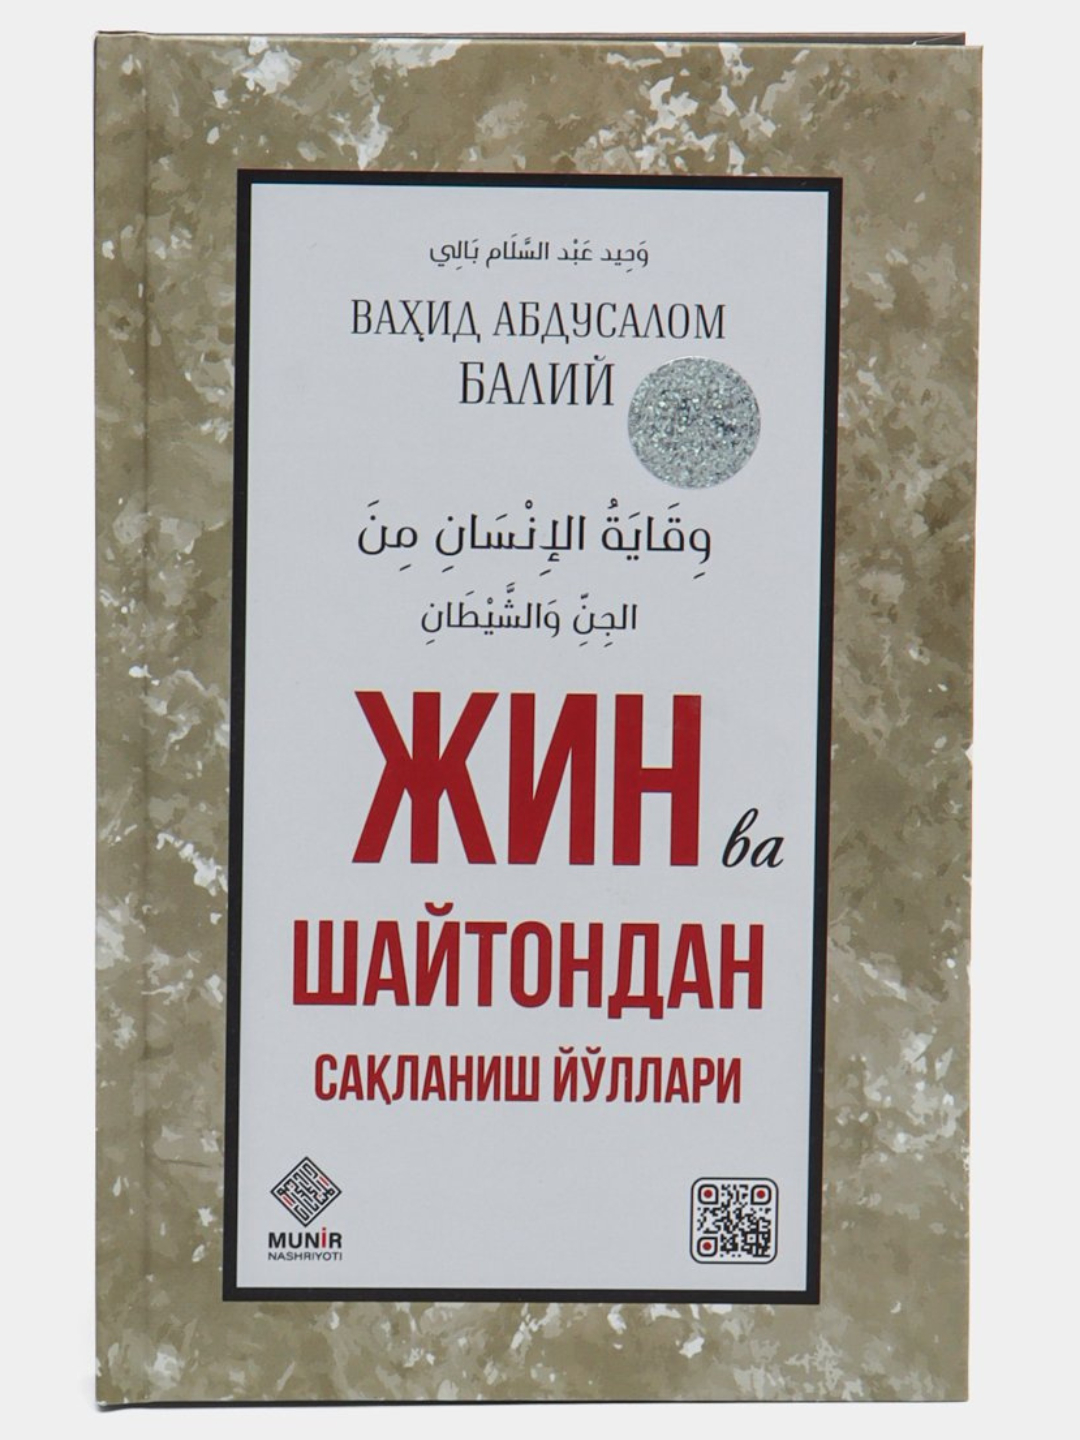 وَحِيد عَبْد السَّلَام بَالِي
ВАҲИД АБДУСАЛОМ
БАЛИЙ
وِقَايَةُ الإِنْسَانِ مِنَ
الجِنِّ وَالشَّيْطَانِ
ЖИН ва
ШАЙТОНДАН
САҚЛАНИШ ЙЎЛЛАРИ
MUNiR
NASHRIYOTI